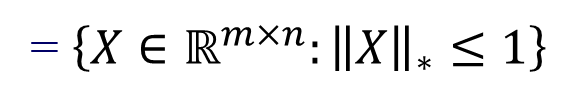 = {𝑋 ∈ ℝ^{𝑚×𝑛}: ‖𝑋‖_* ≤ 1}